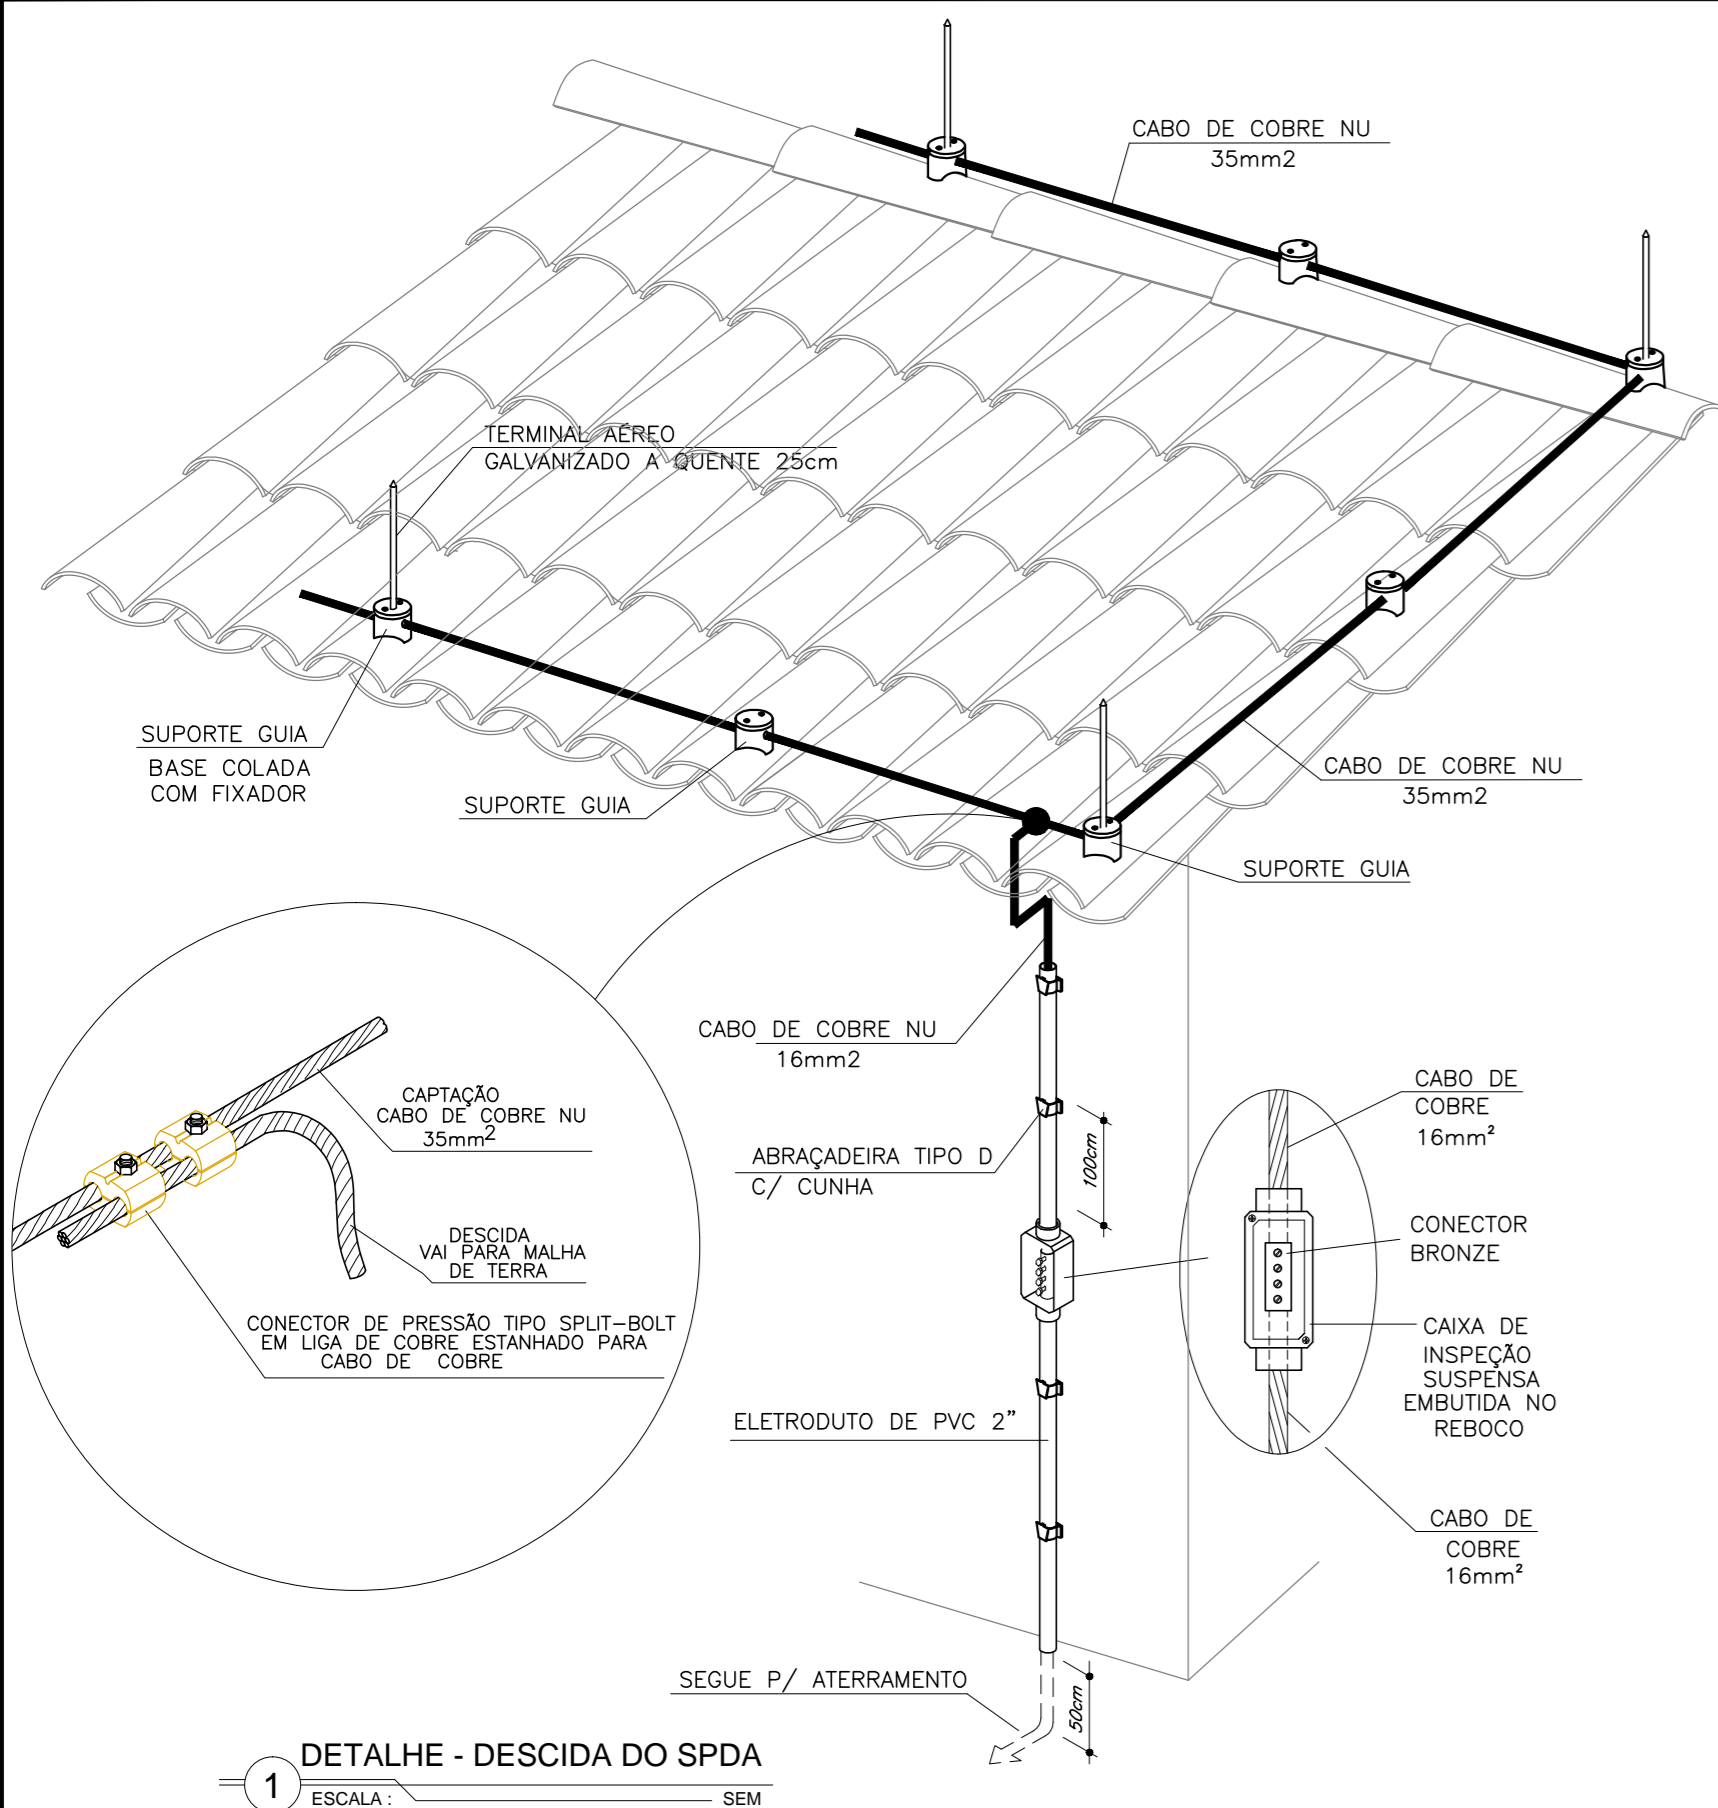 CABO DE COBRE NU
35mm2
TERMINAL AÉREO
GALVANIZADO A QUENTE 25cm
SUPORTE GUIA
BASE COLADA
COM FIXADOR
SUPORTE GUIA
CABO DE COBRE NU
35mm2
SUPORTE GUIA
CABO DE COBRE NU
16mm2
CAPTAÇÃO
CABO DE COBRE NU
35mm2
DESCIDA
VAI PARA MALHA
DE TERRA
CONECTOR DE PRESSÃO TIPO SPLIT-BOLT
EM LIGA DE COBRE ESTANHADO PARA
CABO DE COBRE
ABRAÇADEIRA TIPO D
C/ CUNHA
100cm
CABO DE
COBRE
16mm²
CONECTOR
BRONZE
CAIXA DE
INSPEÇÃO
SUSPENSA
EMBUTIDA NO
REBOCO
ELETRODUTO DE PVC 2"
CABO DE
COBRE
16mm²
SEGUE P/ ATERRAMENTO
50cm
1
DETALHE - DESCIDA DO SPDA
ESCALA : SEM